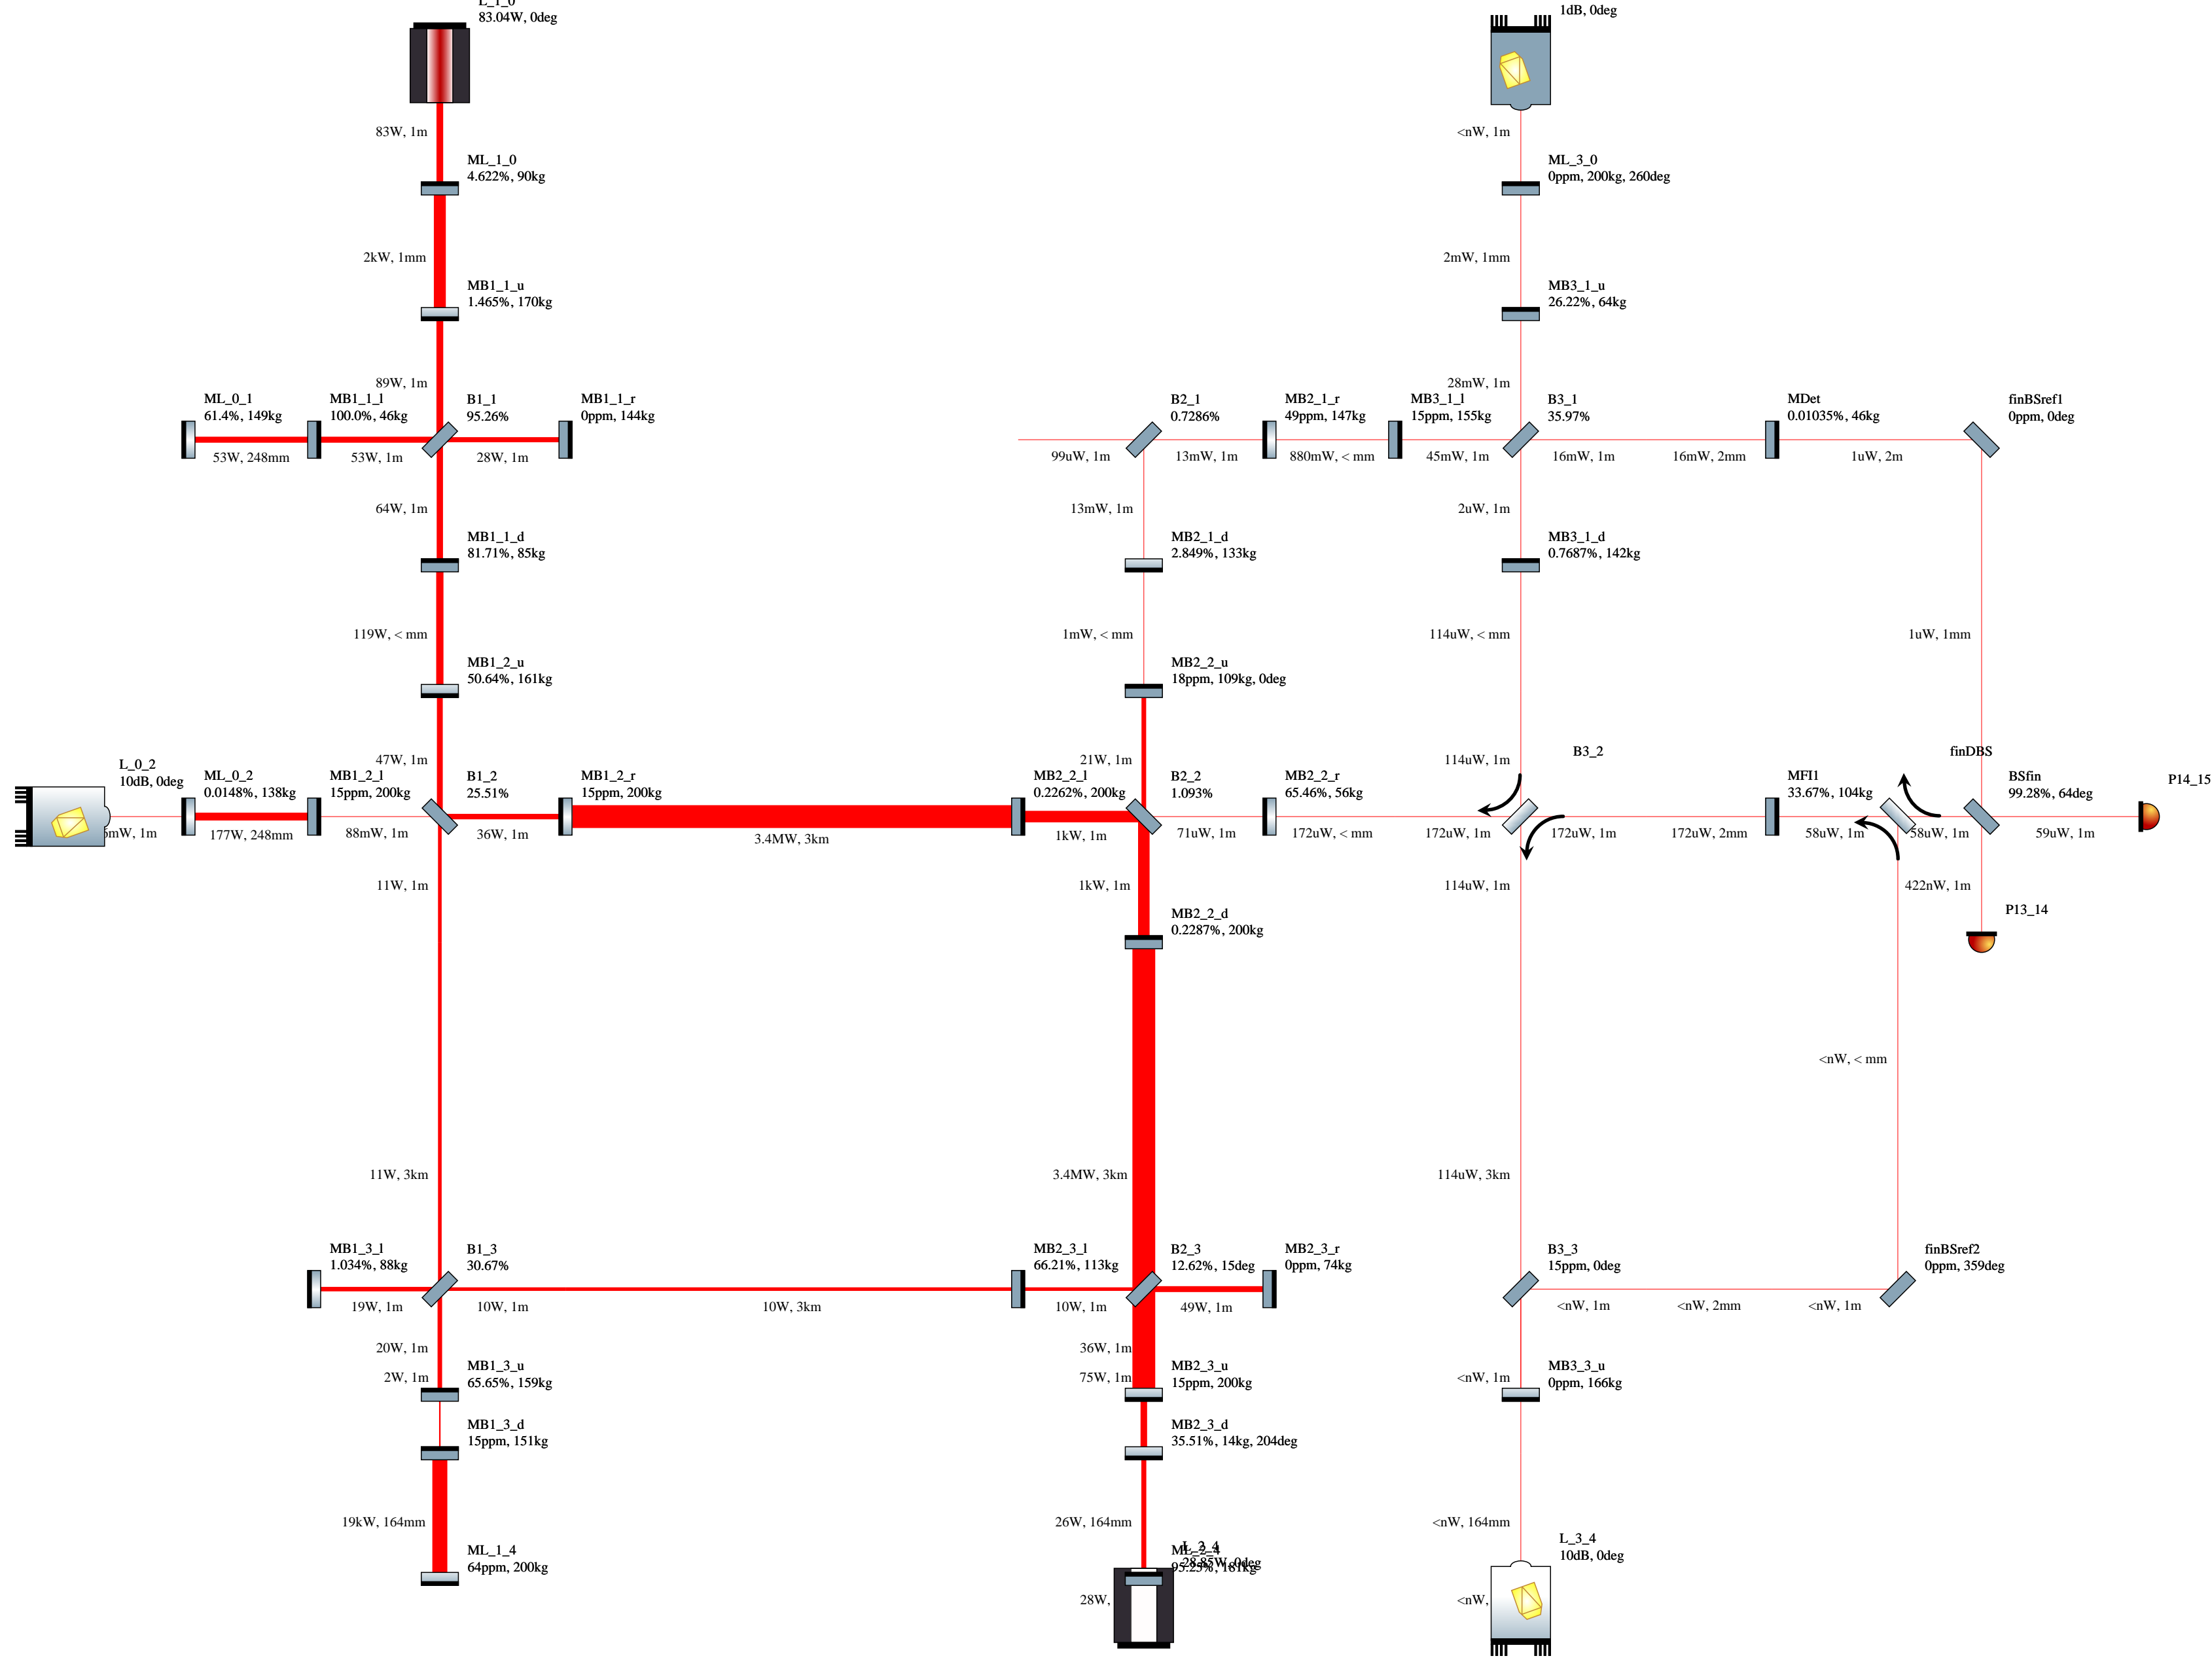 L_1_0
83.04W, 0deg
1dB, 0deg
83W, 1m
<nW, 1m
ML_1_0
4.622%, 90kg
ML_3_0
0ppm, 200kg, 260deg
2kW, 1mm
2mW, 1mm
MB1_1_u
1.465%, 170kg
MB3_1_u
26.22%, 64kg
89W, 1m
28mW, 1m
ML_0_1
61.4%, 149kg
MB1_1_l
100.0%, 46kg
B1_1
95.26%
MB1_1_r
0ppm, 144kg
B2_1
0.7286%
MB2_1_r
49ppm, 147kg
MB3_1_l
15ppm, 155kg
B3_1
35.97%
MDet
0.01035%, 46kg
finBSref1
0ppm, 0deg
53W, 248mm
53W, 1m
28W, 1m
99uW, 1m
13mW, 1m
880mW, < mm
45mW, 1m
16mW, 1m
16mW, 2mm
1uW, 2m
64W, 1m
13mW, 1m
2uW, 1m
MB1_1_d
81.71%, 85kg
MB2_1_d
2.849%, 133kg
MB3_1_d
0.7687%, 142kg
119W, < mm
1mW, < mm
114uW, < mm
1uW, 1mm
MB1_2_u
50.64%, 161kg
MB2_2_u
18ppm, 109kg, 0deg
47W, 1m
21W, 1m
114uW, 1m
B3_2
finDBS
L_0_2
10dB, 0deg
ML_0_2
0.0148%, 138kg
MB1_2_l
15ppm, 200kg
B1_2
25.51%
MB1_2_r
15ppm, 200kg
MB2_2_l
0.2262%, 200kg
B2_2
1.093%
MB2_2_r
65.46%, 56kg
MFI1
33.67%, 104kg
BSfin
99.28%, 64deg
P14_15
mW, 1m
177W, 248mm
88mW, 1m
36W, 1m
3.4MW, 3km
1kW, 1m
71uW, 1m
172uW, < mm
172uW, 1m
172uW, 1m
172uW, 2mm
58uW, 1m
58uW, 1m
59uW, 1m
11W, 1m
1kW, 1m
114uW, 1m
422nW, 1m
MB2_2_d
0.2287%, 200kg
P13_14
<nW, < mm
11W, 3km
3.4MW, 3km
114uW, 3km
MB1_3_l
1.034%, 88kg
B1_3
30.67%
MB2_3_l
66.21%, 113kg
B2_3
12.62%, 15deg
MB2_3_r
0ppm, 74kg
B3_3
15ppm, 0deg
finBSref2
0ppm, 359deg
19W, 1m
10W, 1m
10W, 3km
10W, 1m
49W, 1m
<nW, 1m
<nW, 2mm
<nW, 1m
20W, 1m
36W, 1m
2W, 1m
75W, 1m
<nW, 1m
MB1_3_u
65.65%, 159kg
MB2_3_u
15ppm, 200kg
MB3_3_u
0ppm, 166kg
MB1_3_d
15ppm, 151kg
MB2_3_d
35.51%, 14kg, 204deg
19kW, 164mm
26W, 164mm
<nW, 164mm
ML_1_4
64ppm, 200kg
L_2_4
28.85W, 0deg
ML_2_4
95.25%, 181kg
L_3_4
10dB, 0deg
28W,
<nW,